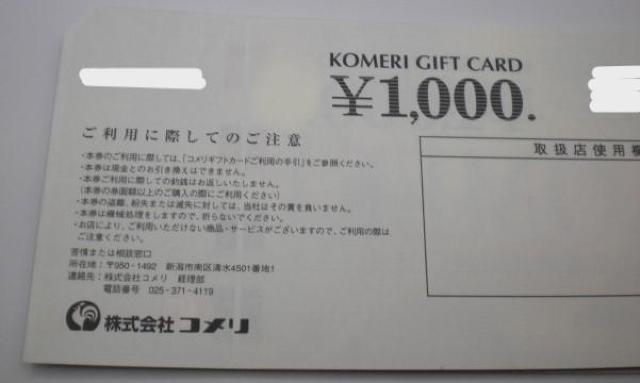 KOMERI GIFT CARD
¥1,000.
ご利用に際してのご注意
取扱店使用欄
・本券のご利用に際しては、「コメリギフトカードご利用の手引」をご参照ください。
・本券は現金とのお引き換えはできません。
・本券ご利用に際しての釣銭はお返しいたしません。
(本券の券面額以上のご購入の際にご利用ください)
・本券の盗難、紛失または滅失に対しては、当社はその責を負いません。
・本券は機械処理をしますので、折らないでください。
・お店により、ご利用いただけない商品・サービスがございますので、ご利用の際は
ご注意ください。
苦情または相談窓口
所在地:〒950-1492 新潟市南区清水4501番地1
連絡先:株式会社コメリ 経理部
電話番号 025-371-4119
株式会社コメリ